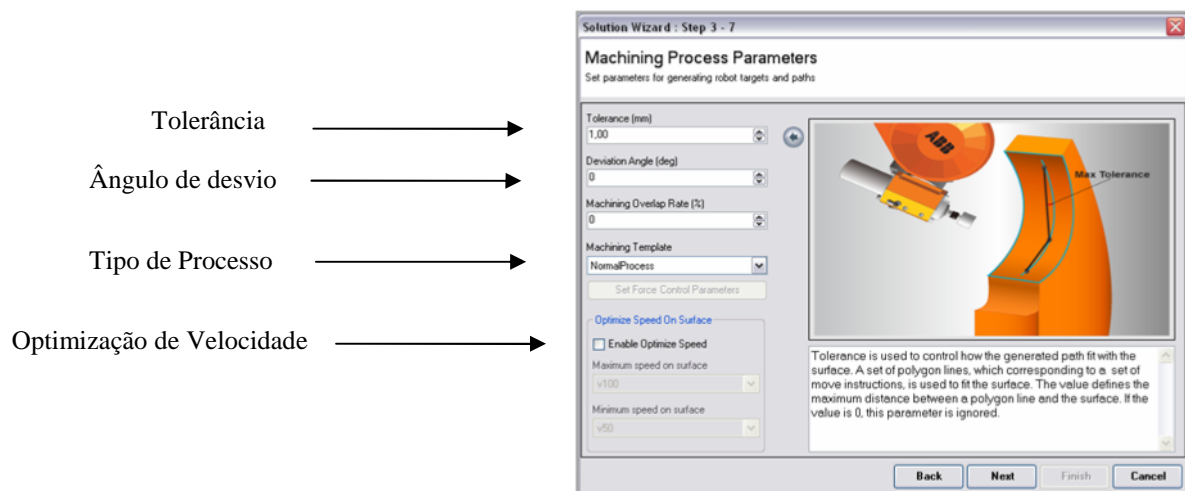 Tolerância
Ângulo de desvio
Tipo de Processo
Optimização de Velocidade
Solution Wizard : Step 3 - 7
Machining Process Parameters
Set parameters for generating robot targets and paths
Tolerance (mm)
1,00
Deviation Angle (deg)
0
Machining Overlap Rate (%)
0
Machining Template
NormalProcess
Set Force Control Parameters
Optimize Speed On Surface
Enable Optimize Speed
Maximum speed on surface
v100
Minimum speed on surface
v50
ABB
Max Tolerance
Tolerance is used to control how the generated path fit with the
surface. A set of polygon lines, which corresponding to a set of
move instructions, is used to fit the surface. The value defines the
maximum distance between a polygon line and the surface. If the
value is 0, this parameter is ignored.
Back
Next
Finish
Cancel